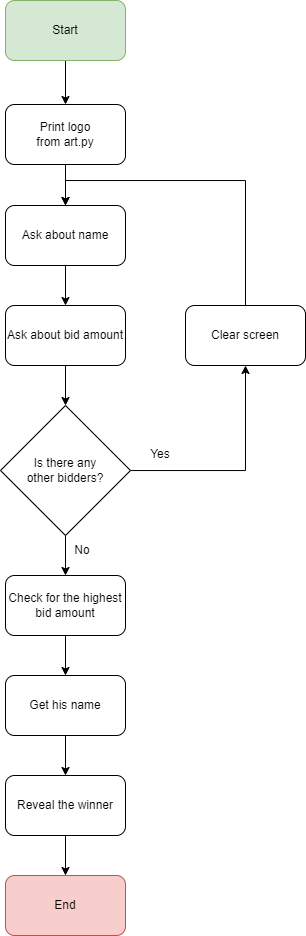 Start
Print logo
from art.py
Ask about name
Ask about bid amount
Clear screen
Is there any
other bidders?
Yes
No
Check for the highest
bid amount
Get his name
Reveal the winner
End